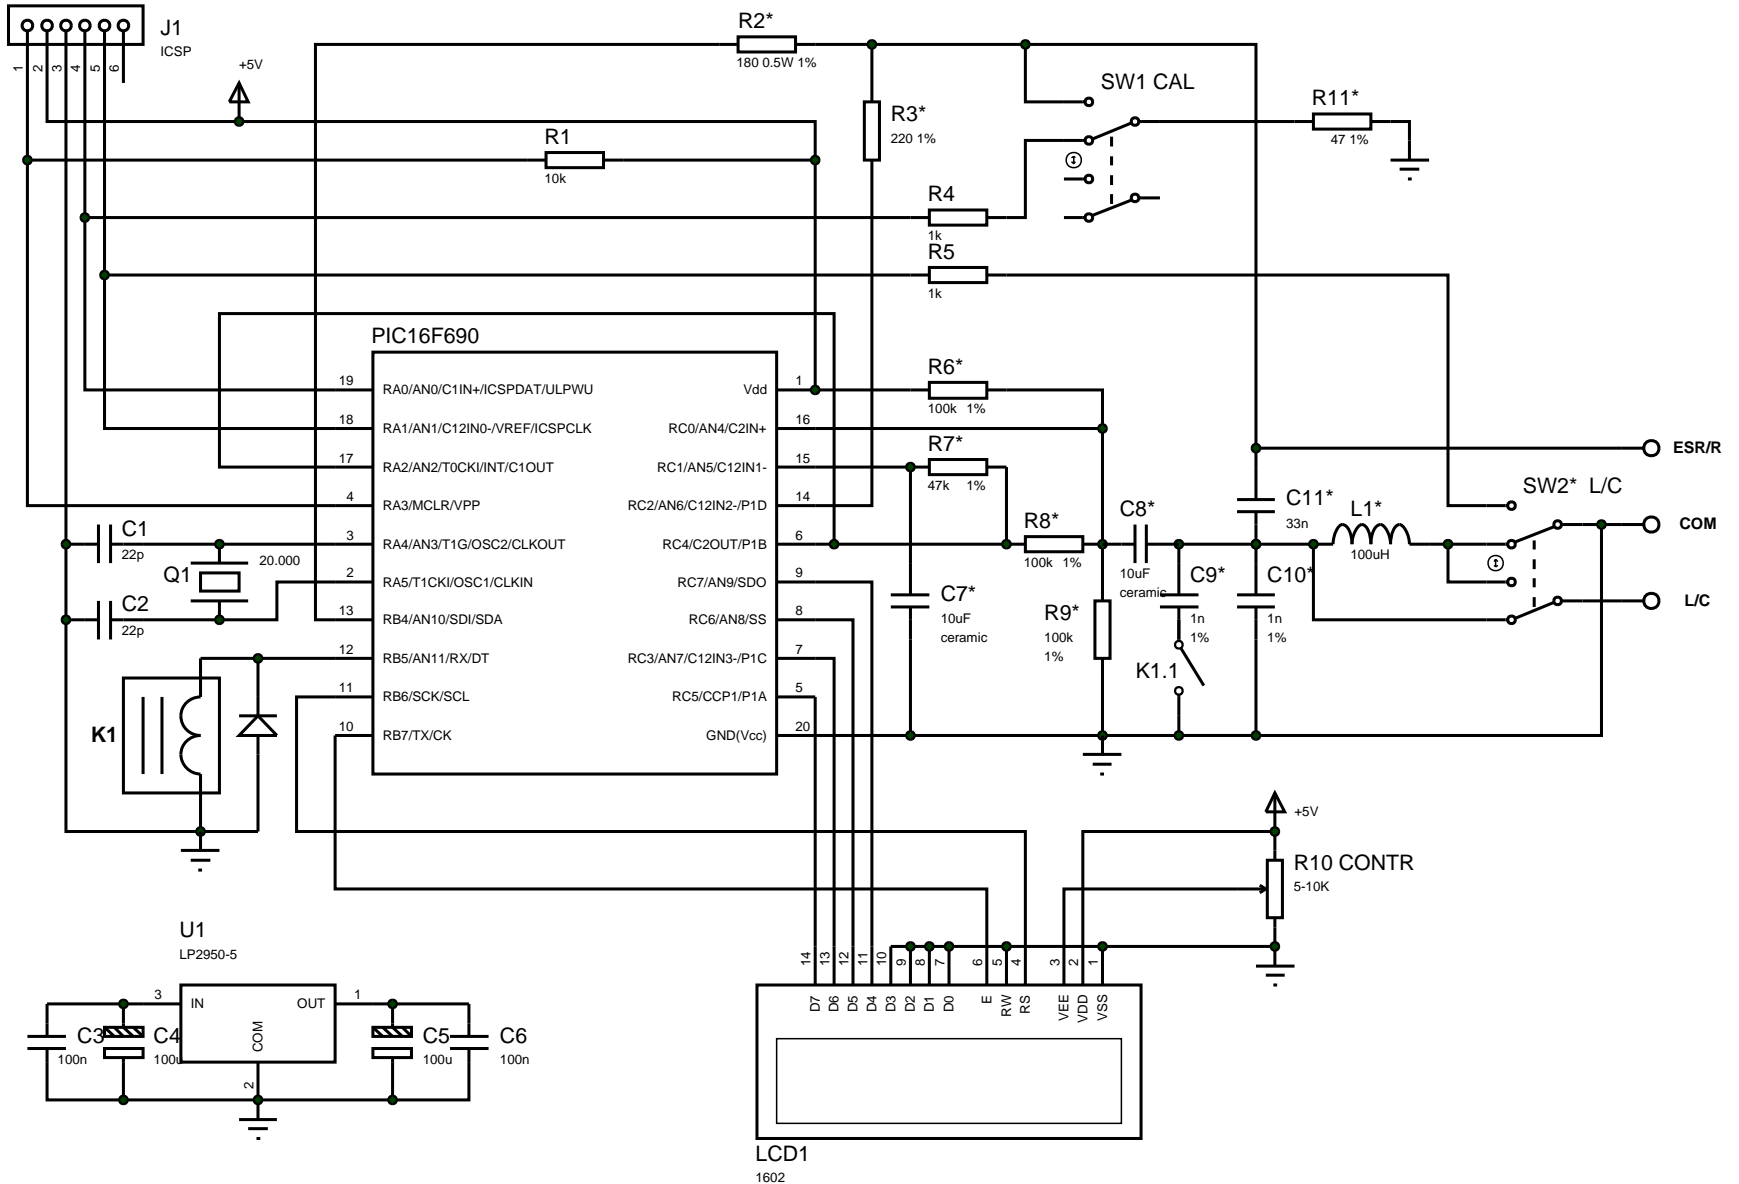 J1
ICSP
1 2 3 4 5 6
+5V
R2*
180 0.5W 1%
SW1 CAL
R3*
220 1%
R11*
47 1%
R1
10k
R4
1k
R5
1k
PIC16F690
19 RA0/AN0/C1IN+/ICSPDAT/ULPWU
18 RA1/AN1/C12IN0-/VREF/ICSPCLK
17 RA2/AN2/T0CKI/INT/C1OUT
4 RA3/MCLR/VPP
3 RA4/AN3/T1G/OSC2/CLKOUT
2 RA5/T1CKI/OSC1/CLKIN
13 RB4/AN10/SDI/SDA
12 RB5/AN11/RX/DT
11 RB6/SCK/SCL
10 RB7/TX/CK
Vdd 1
RC0/AN4/C2IN+ 16
RC1/AN5/C12IN1- 15
RC2/AN6/C12IN2-/P1D 14
RC4/C2OUT/P1B 6
RC7/AN9/SDO 9
RC6/AN8/SS 8
RC3/AN7/C12IN3-/P1C 7
RC5/CCP1/P1A 5
GND(Vcc) 20
R6*
100k 1%
R7*
47k 1%
R8*
100k 1%
C8*
10uF
ceramic
C7*
10uF
ceramic
R9*
100k
1%
C9*
1n
1%
K1.1
C10*
1n
1%
C11*
33n
L1*
100uH
SW2* L/C
ESR/R
COM
L/C
C1
22p
Q1
20.000
C2
22p
K1
+5V
R10 CONTR
5-10K
U1
LP2950-5
3 IN
OUT 1
COM
2
C3
100n
C4
100u
C5
100u
C6
100n
14 13 12 11 10 9 8 7 6 5 4 3 2 1
D7 D6 D5 D4 D3 D2 D1 D0 E RW RS VEE VDD VSS
LCD1
1602